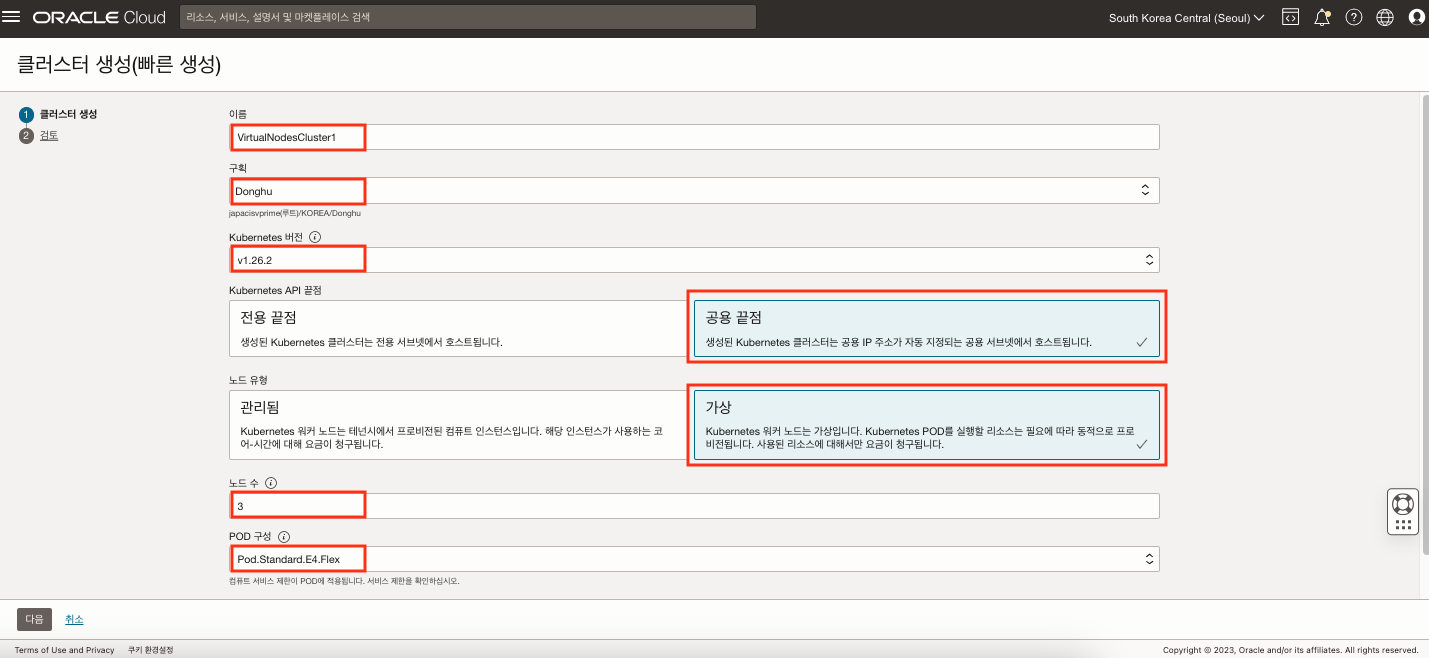 ORACLE Cloud
리소스, 서비스, 설명서 및 마켓플레이스 검색
South Korea Central (Seoul)
클러스터 생성(빠른 생성)
1 클러스터 생성
2 검토
이름
VirtualNodesCluster1
구획
Donghu
japacisvprime(루트)/KOREA/Donghu
Kubernetes 버전
v1.26.2
Kubernetes API 끝점
전용 끝점
생성된 Kubernetes 클러스터는 전용 서브넷에서 호스트됩니다.
공용 끝점
생성된 Kubernetes 클러스터는 공용 IP 주소가 자동 지정되는 공용 서브넷에서 호스트됩니다.
노드 유형
관리됨
Kubernetes 워커 노드는 테넌시에서 프로비전된 컴퓨트 인스턴스입니다. 해당 인스턴스가 사용하는 코
어-시간에 대해 요금이 청구됩니다.
가상
Kubernetes 워커 노드는 가상입니다. Kubernetes POD를 실행할 리소스는 필요에 따라 동적으로 프로
비전됩니다. 사용된 리소스에 대해서만 요금이 청구됩니다.
노드 수
3
POD 구성
Pod.Standard.E4.Flex
컴퓨트 서비스 제한이 POD에 적용됩니다. 서비스 제한을 확인하십시오.
다음 취소
Terms of Use and Privacy 쿠키 환경설정
Copyright © 2023, Oracle and/or its affiliates. All rights reserved.